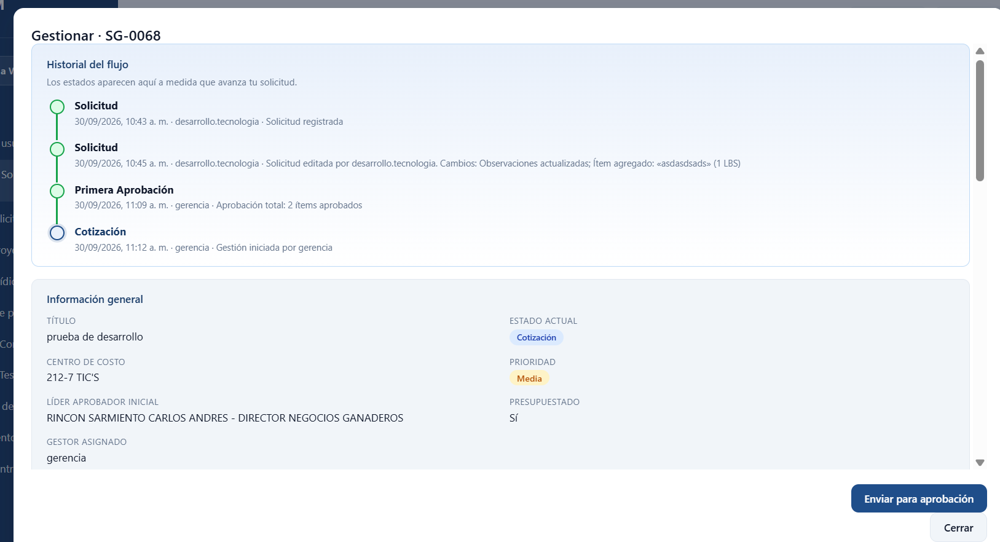 Gestionar · SG-0068
Historial del flujo
Los estados aparecen aquí a medida que avanza tu solicitud.
Solicitud
30/09/2026, 10:43 a. m. · desarrollo.tecnologia · Solicitud registrada
Solicitud
30/09/2026, 10:45 a. m. · desarrollo.tecnologia · Solicitud editada por desarrollo.tecnologia. Cambios: Observaciones actualizadas; Ítem agregado: «asdasdsads» (1 LBS)
Primera Aprobación
30/09/2026, 11:09 a. m. · gerencia · Aprobación total: 2 ítems aprobados
Cotización
30/09/2026, 11:12 a. m. · gerencia · Gestión iniciada por gerencia
Información general
TÍTULO
prueba de desarrollo
ESTADO ACTUAL
Cotización
CENTRO DE COSTO
212-7 TIC'S
PRIORIDAD
Media
LÍDER APROBADOR INICIAL
RINCON SARMIENTO CARLOS ANDRES - DIRECTOR NEGOCIOS GANADEROS
PRESUPUESTADO
Sí
GESTOR ASIGNADO
gerencia
Enviar para aprobación
Cerrar